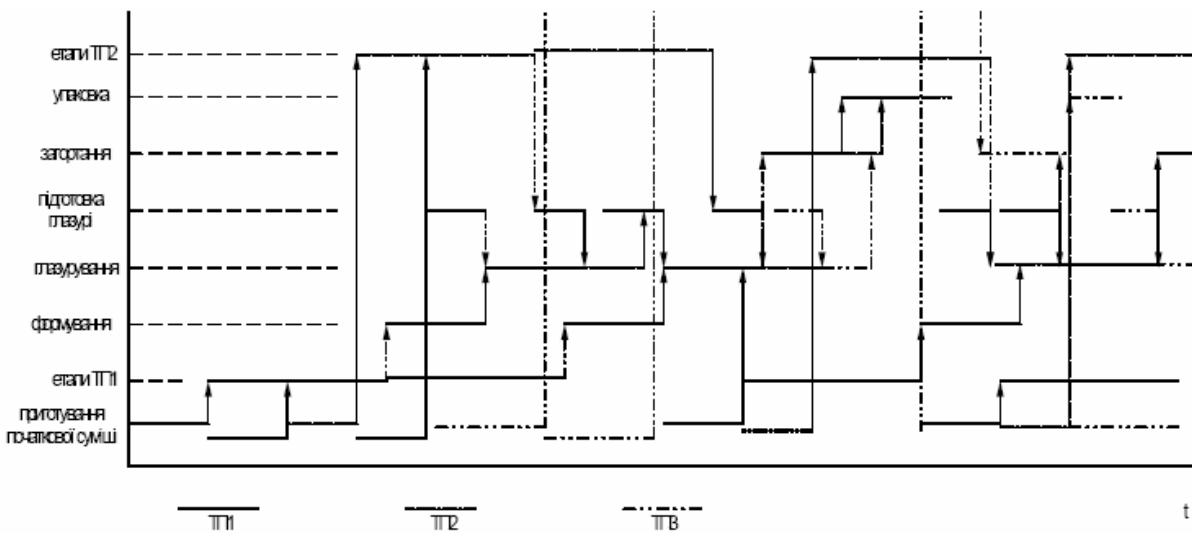 етапи ТП2
упаковка
загортання
підготовка
глазурі
глазурування
формування
етапи ТП1
приготування
початкової суміші
ТП1
ТП2
ТП3
t